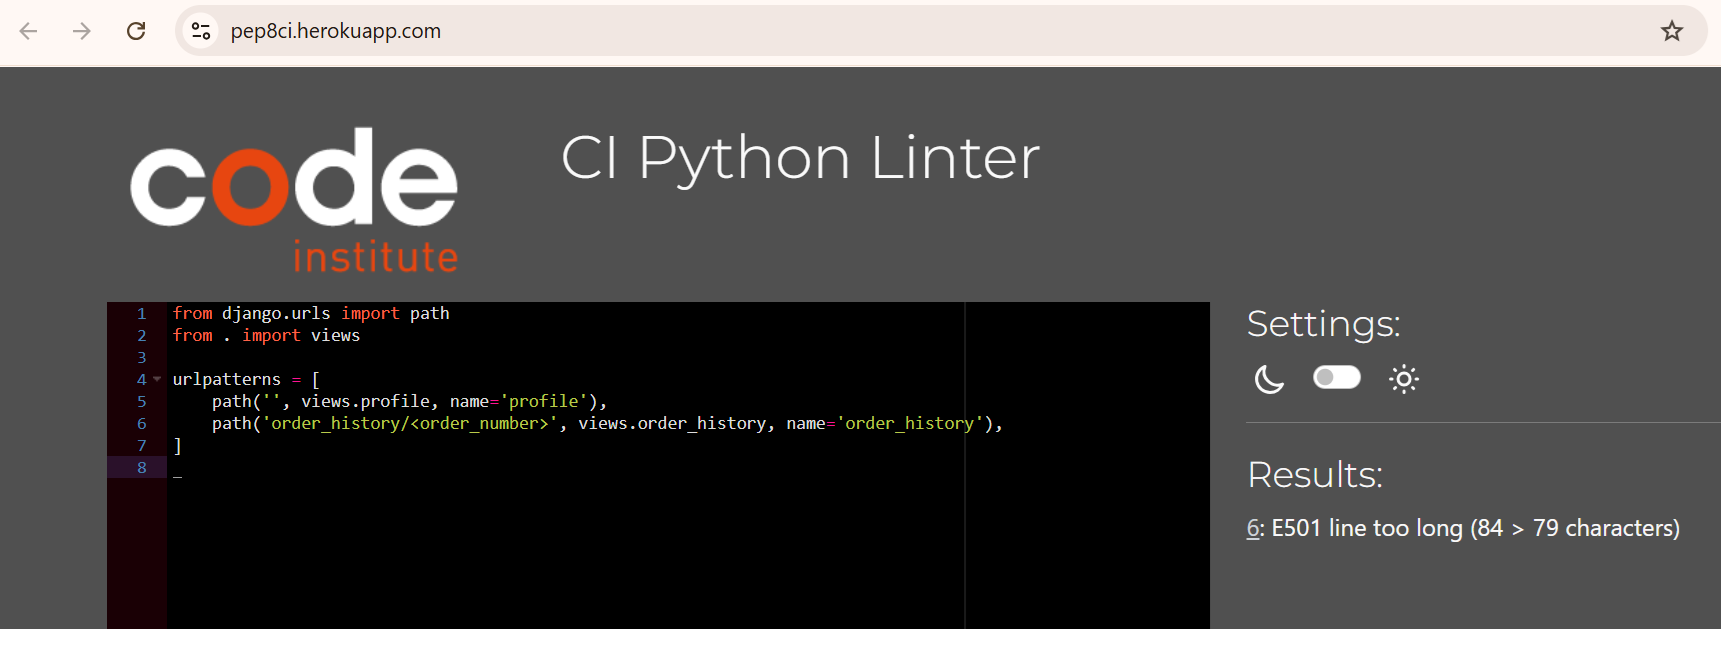 pep8ci.herokuapp.com
code
institute
CI Python Linter
1 from django.urls import path
2 from . import views
3
4 urlpatterns = [
5     path('', views.profile, name='profile'),
6     path('order_history/<order_number>', views.order_history, name='order_history'),
7 ]
8
Settings:
Results:
6: E501 line too long (84 > 79 characters)